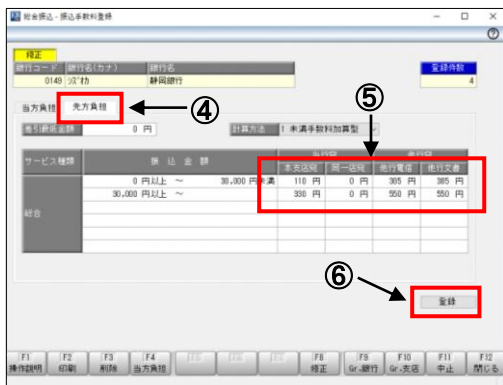 総合振込-振込手数料登録
修正
銀行コード 銀行名(カナ) 銀行名 登録件数
0149 ｼｽﾞｵｶ 静岡銀行 4
当方負担 先方負担 ④ ⑤
差引最低金額 0 円 計算方法 1 未満手数料加算型
サービス種類 振込金額 当行宛 他行宛
本支店宛 同一店宛 他行電信 他行文書
0 円以上 ～ 30,000 円未満 110 円 0 円 385 円 385 円
30,000 円以上 ～ 330 円 0 円 550 円 550 円
総合
⑥
登録
F1 F2 F3 F4 F5 F6 F7 F8 F9 F10 F11 F12
操作説明 印刷 削除 当方負担 修正 Gr.銀行 Gr.支店 中止 閉じる